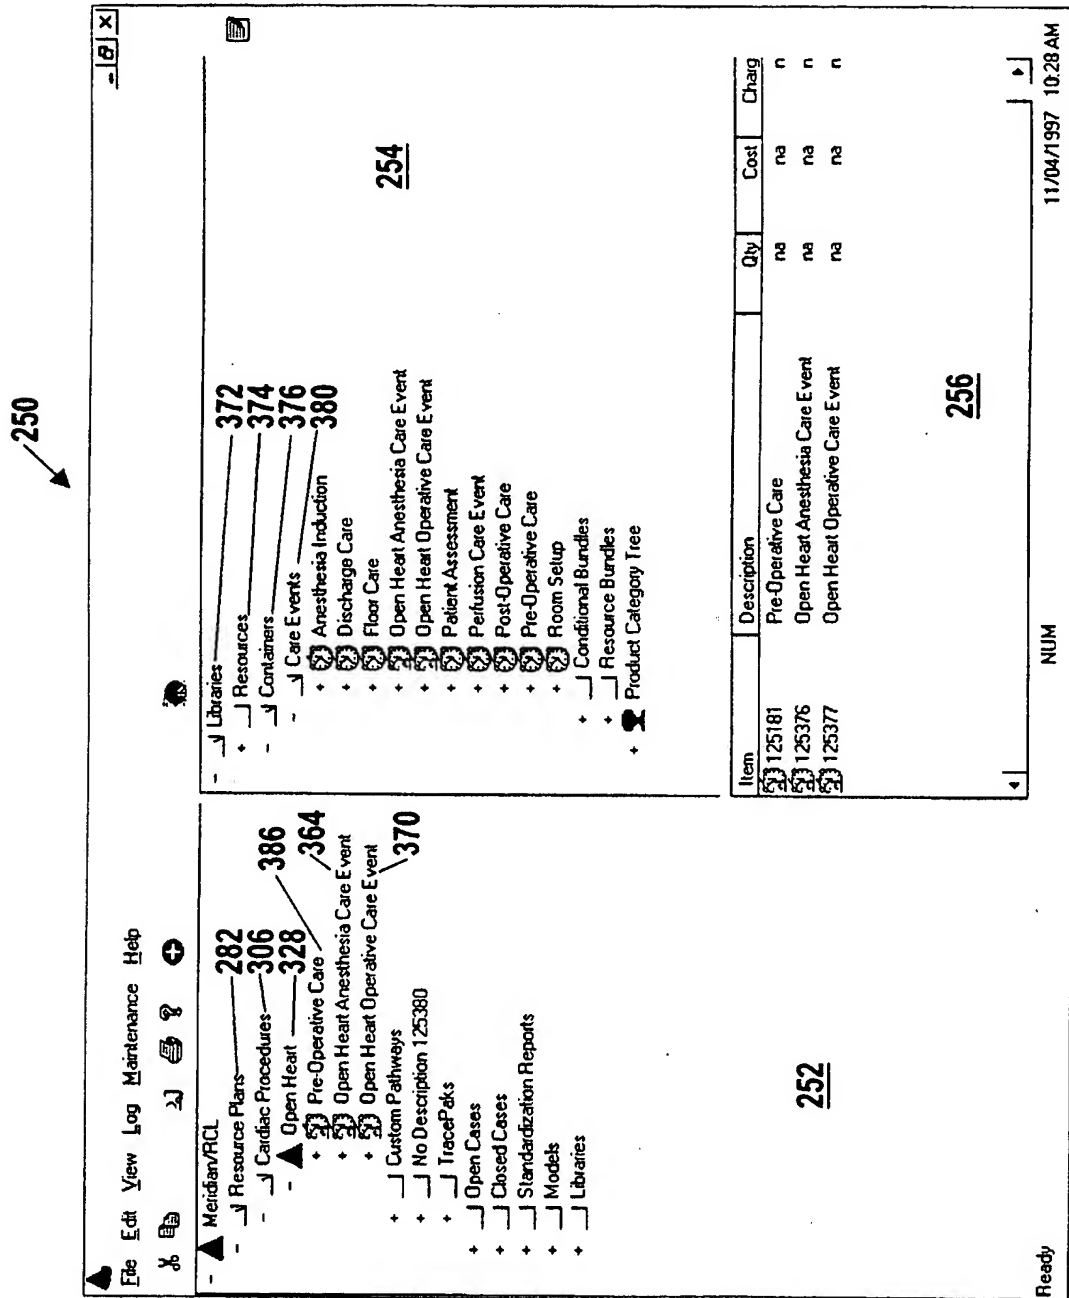 250
File Edit View Log Maintenance Help
Meridian/RCL
Resource Plans 282
Cardiac Procedures 306
Open Heart 328
Pre-Operative Care 386
Open Heart Anesthesia Care Event 364
Open Heart Operative Care Event 370
Custom Pathways
No Description 125380
TracePaks
Open Cases
Closed Cases
Standardization Reports
Models
Libraries
252
Libraries 372
Resources 374
Containers 376
Care Events 380
Anesthesia Induction
Discharge Care
Floor Care
Open Heart Anesthesia Care Event
Open Heart Operative Care Event
Patient Assessment
Perfusion Care Event
Post-Operative Care
Pre-Operative Care
Room Setup
Conditional Bundles
Resource Bundles
Product Category Tree
254
Item Description Qty Cost Charg
125181 Pre-Operative Care na na n
125376 Open Heart Anesthesia Care Event na na n
125377 Open Heart Operative Care Event na na n
256
Ready NUM 11/04/1997 10:28 AM